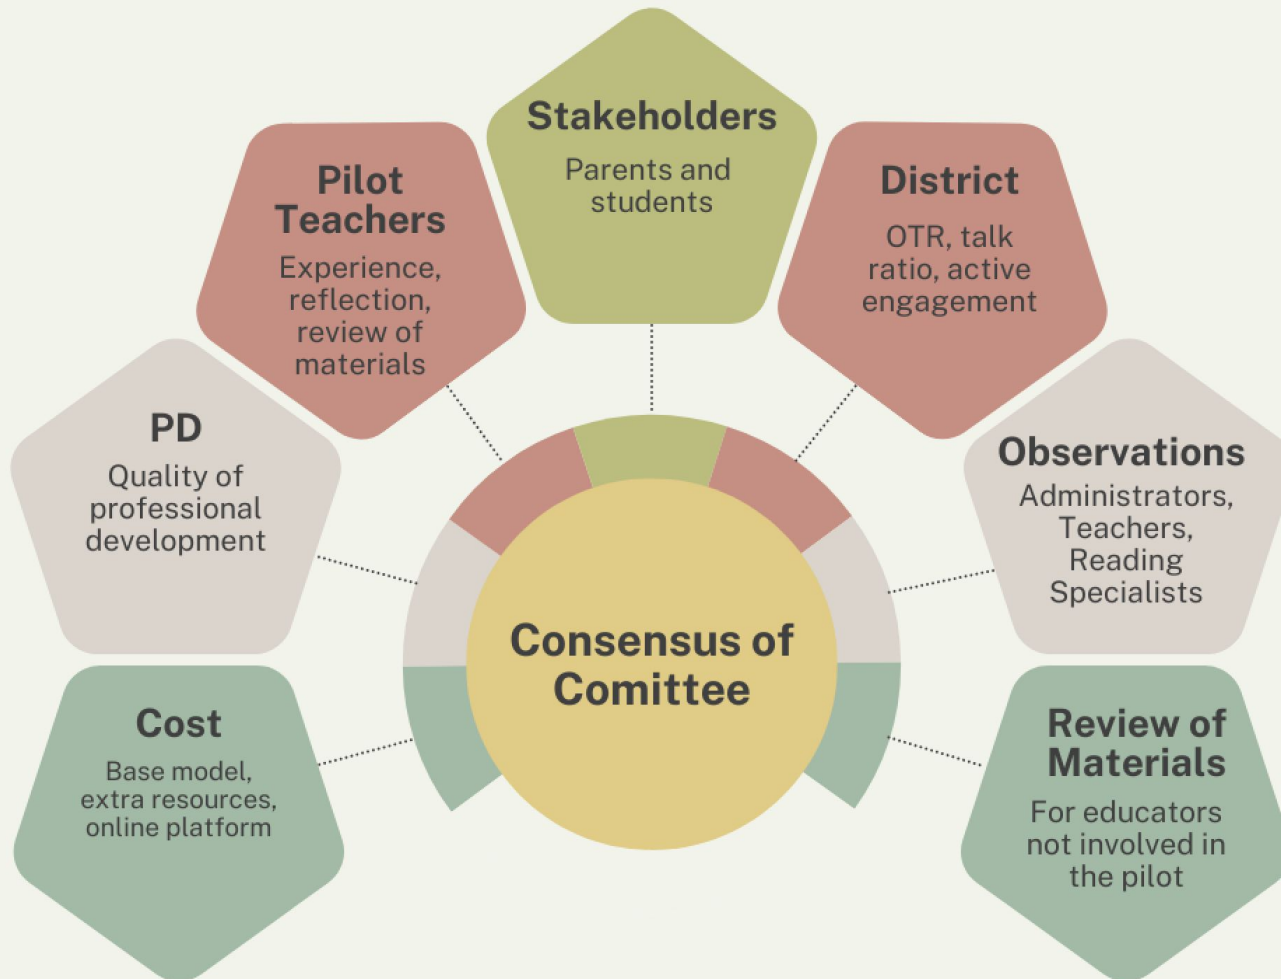 Stakeholders
Parents and
students
Pilot
Teachers
Experience,
reflection,
review of
materials
District
OTR, talk
ratio, active
engagement
PD
Quality of
professional
development
Observations
Administrators,
Teachers,
Reading
Specialists
Consensus of
Comittee
Cost
Base model,
extra resources,
online platform
Review of
Materials
For educators
not involved in
the pilot